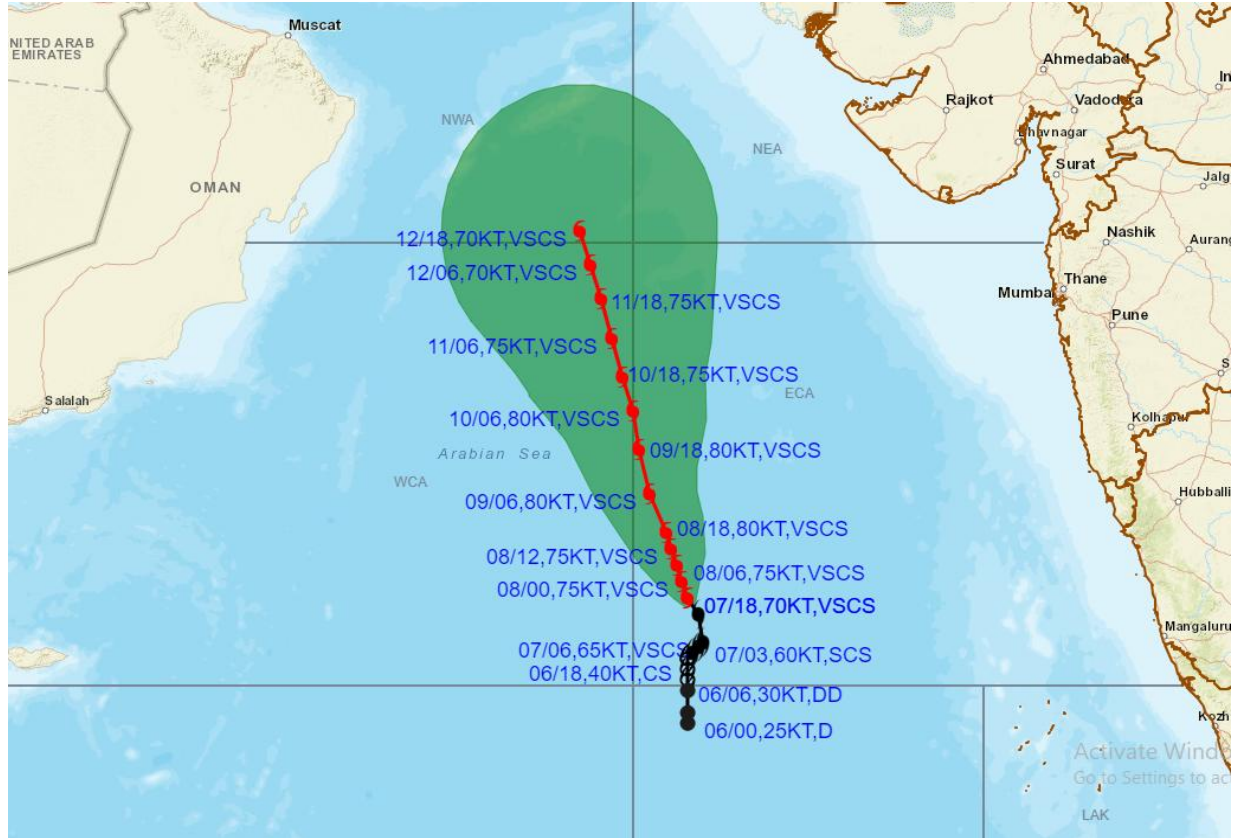 Muscat
NITED ARAB
EMIRATES
Ahmedabad
In
Rajkot
Vadodara
NWA
Bhavnagar
NEA
Surat
Jalg
OMAN
12/18,70KT,VSCS
Nashik
Aurang
12/06,70KT,VSCS
Thane
Mumbai
11/18,75KT,VSCS
Pune
11/06,75KT,VSCS
S
10/18,75KT,VSCS
ECA
Salalah
10/06,80KT,VSCS
Kolhapur
Arabian Sea
09/18,80KT,VSCS
WCA
09/06,80KT,VSCS
Hubballi
08/18,80KT,VSCS
08/12,75KT,VSCS
08/06,75KT,VSCS
08/00,75KT,VSCS
07/18,70KT,VSCS
Mangaluru
07/06,65KT,VSCS
07/03,60KT,SCS
06/18,40KT,CS
06/06,30KT,DD
Kozh
06/00,25KT,D
Activate Windo
Go to Settings to ac
LAK